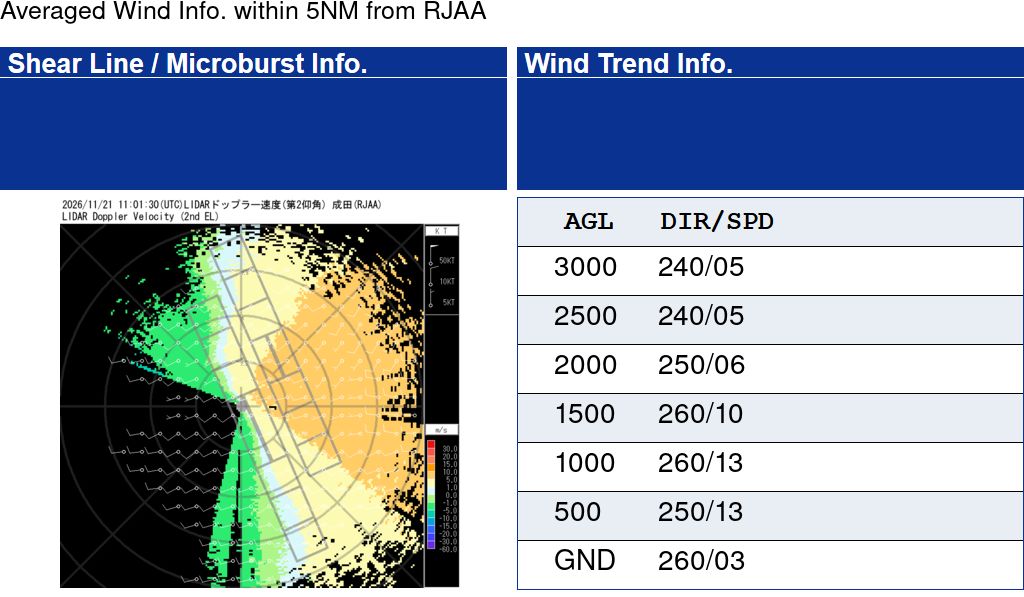 Averaged Wind Info. within 5NM from RJAA
Shear Line / Microburst Info.
Wind Trend Info.
2026/11/21 11:01:30(UTC)LIDARドップラー速度(第2仰角) 成田(RJAA)
LIDAR Doppler Velocity (2nd EL)
K T
50KT
10KT
5KT
m/s
30.0
20.0
15.0
10.0
5.0
1.0
0.0
-1.0
-5.0
-10.0
-15.0
-20.0
-30.0
-60.0
AGL DIR/SPD
3000 240/05
2500 240/05
2000 250/06
1500 260/10
1000 260/13
500 250/13
GND 260/03